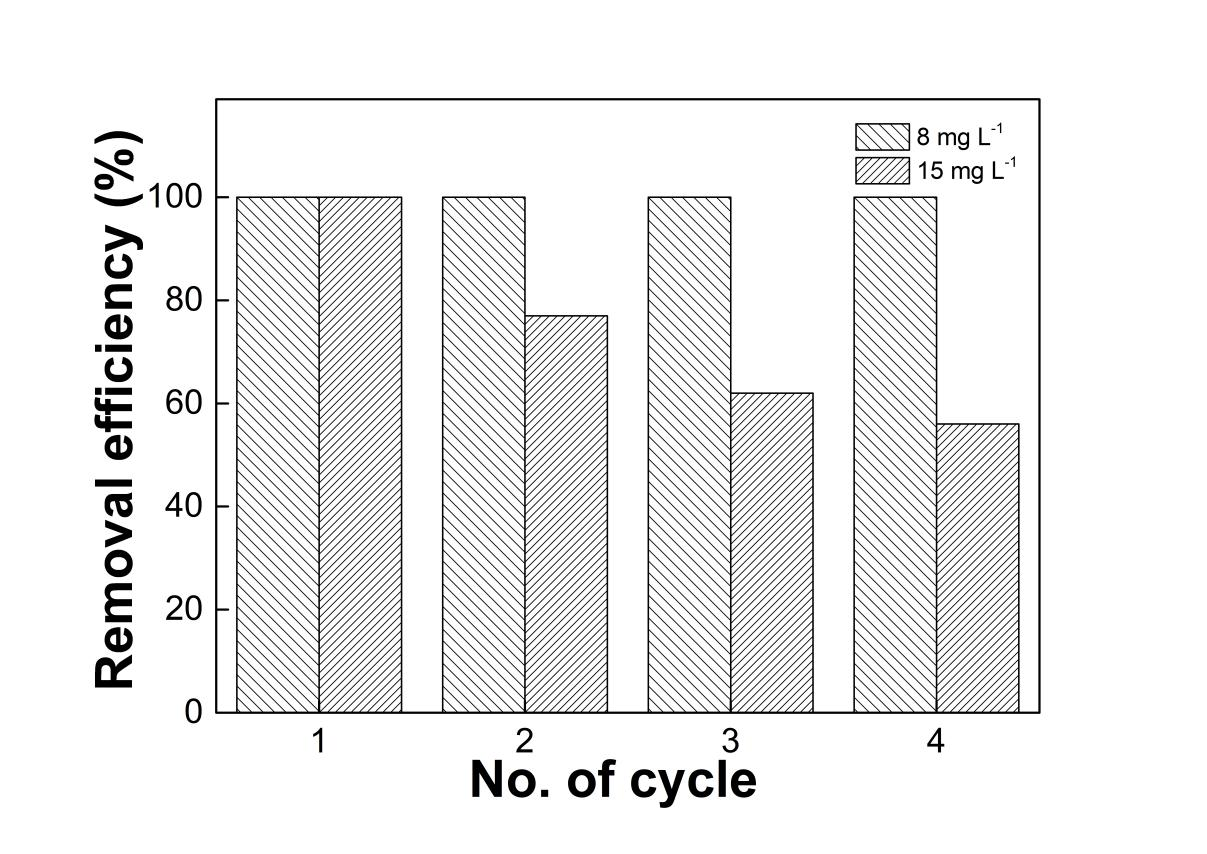 Removal efficiency (%)
100
80
60
40
20
0
8 mg L⁻¹
15 mg L⁻¹
1 2 3 4
No. of cycle